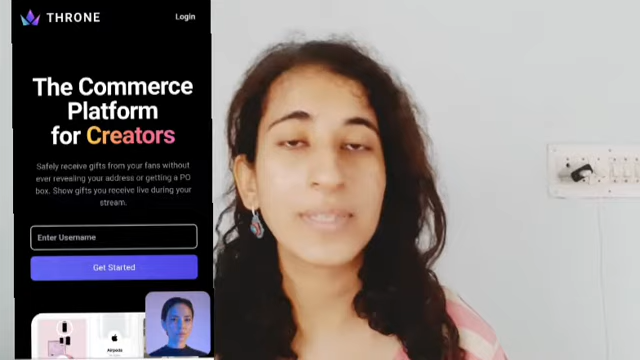 THRONE
Login
The Commerce
Platform
for Creators
Safely receive gifts from your fans without
ever revealing your address or getting a PO
box. Show gifts you receive live during your
stream.
Enter Username
Get Started